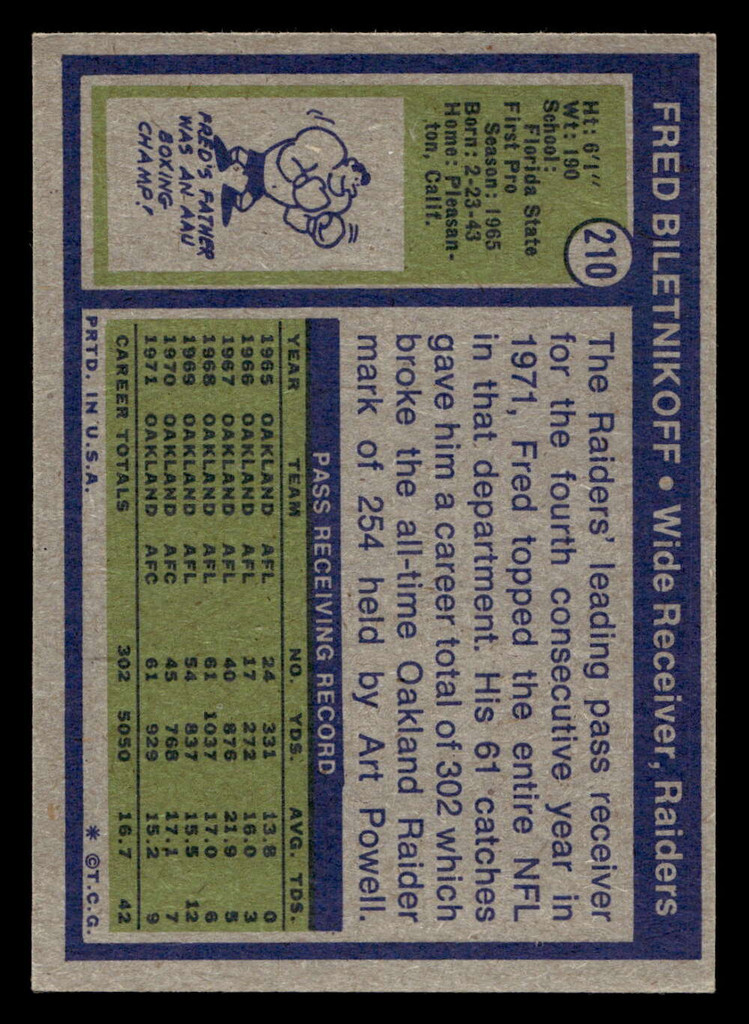 FRED BILETNIKOFF • Wide Receiver, Raiders
210
Ht: 6'1"
Wt: 190
School:
Florida State
First Pro
Season: 1965
Born: 2-23-43
Home: Pleasan-
ton, Calif.
FRED'S FATHER
WAS AN AAU
BOXING
CHAMP!
The Raiders' leading pass receiver
for the fourth consecutive year in
1971, Fred topped the entire NFL
in that department. His 61 catches
gave him a career total of 302 which
broke the all-time Oakland Raider
mark of 254 held by Art Powell.
PASS RECEIVING RECORD
YEAR TEAM NO. YDS. AVG. TDS.
1965 OAKLAND AFL 24 331 13.8 0
1966 OAKLAND AFL 17 272 16.0 3
1967 OAKLAND AFL 40 876 21.9 5
1968 OAKLAND AFL 61 1037 17.0 6
1969 OAKLAND AFL 54 837 15.5 12
1970 OAKLAND AFC 45 768 17.1 7
1971 OAKLAND AFC 61 929 15.2 9
CAREER TOTALS 302 5050 16.7 42
PRTD. IN U.S.A. * ©T.C.G.